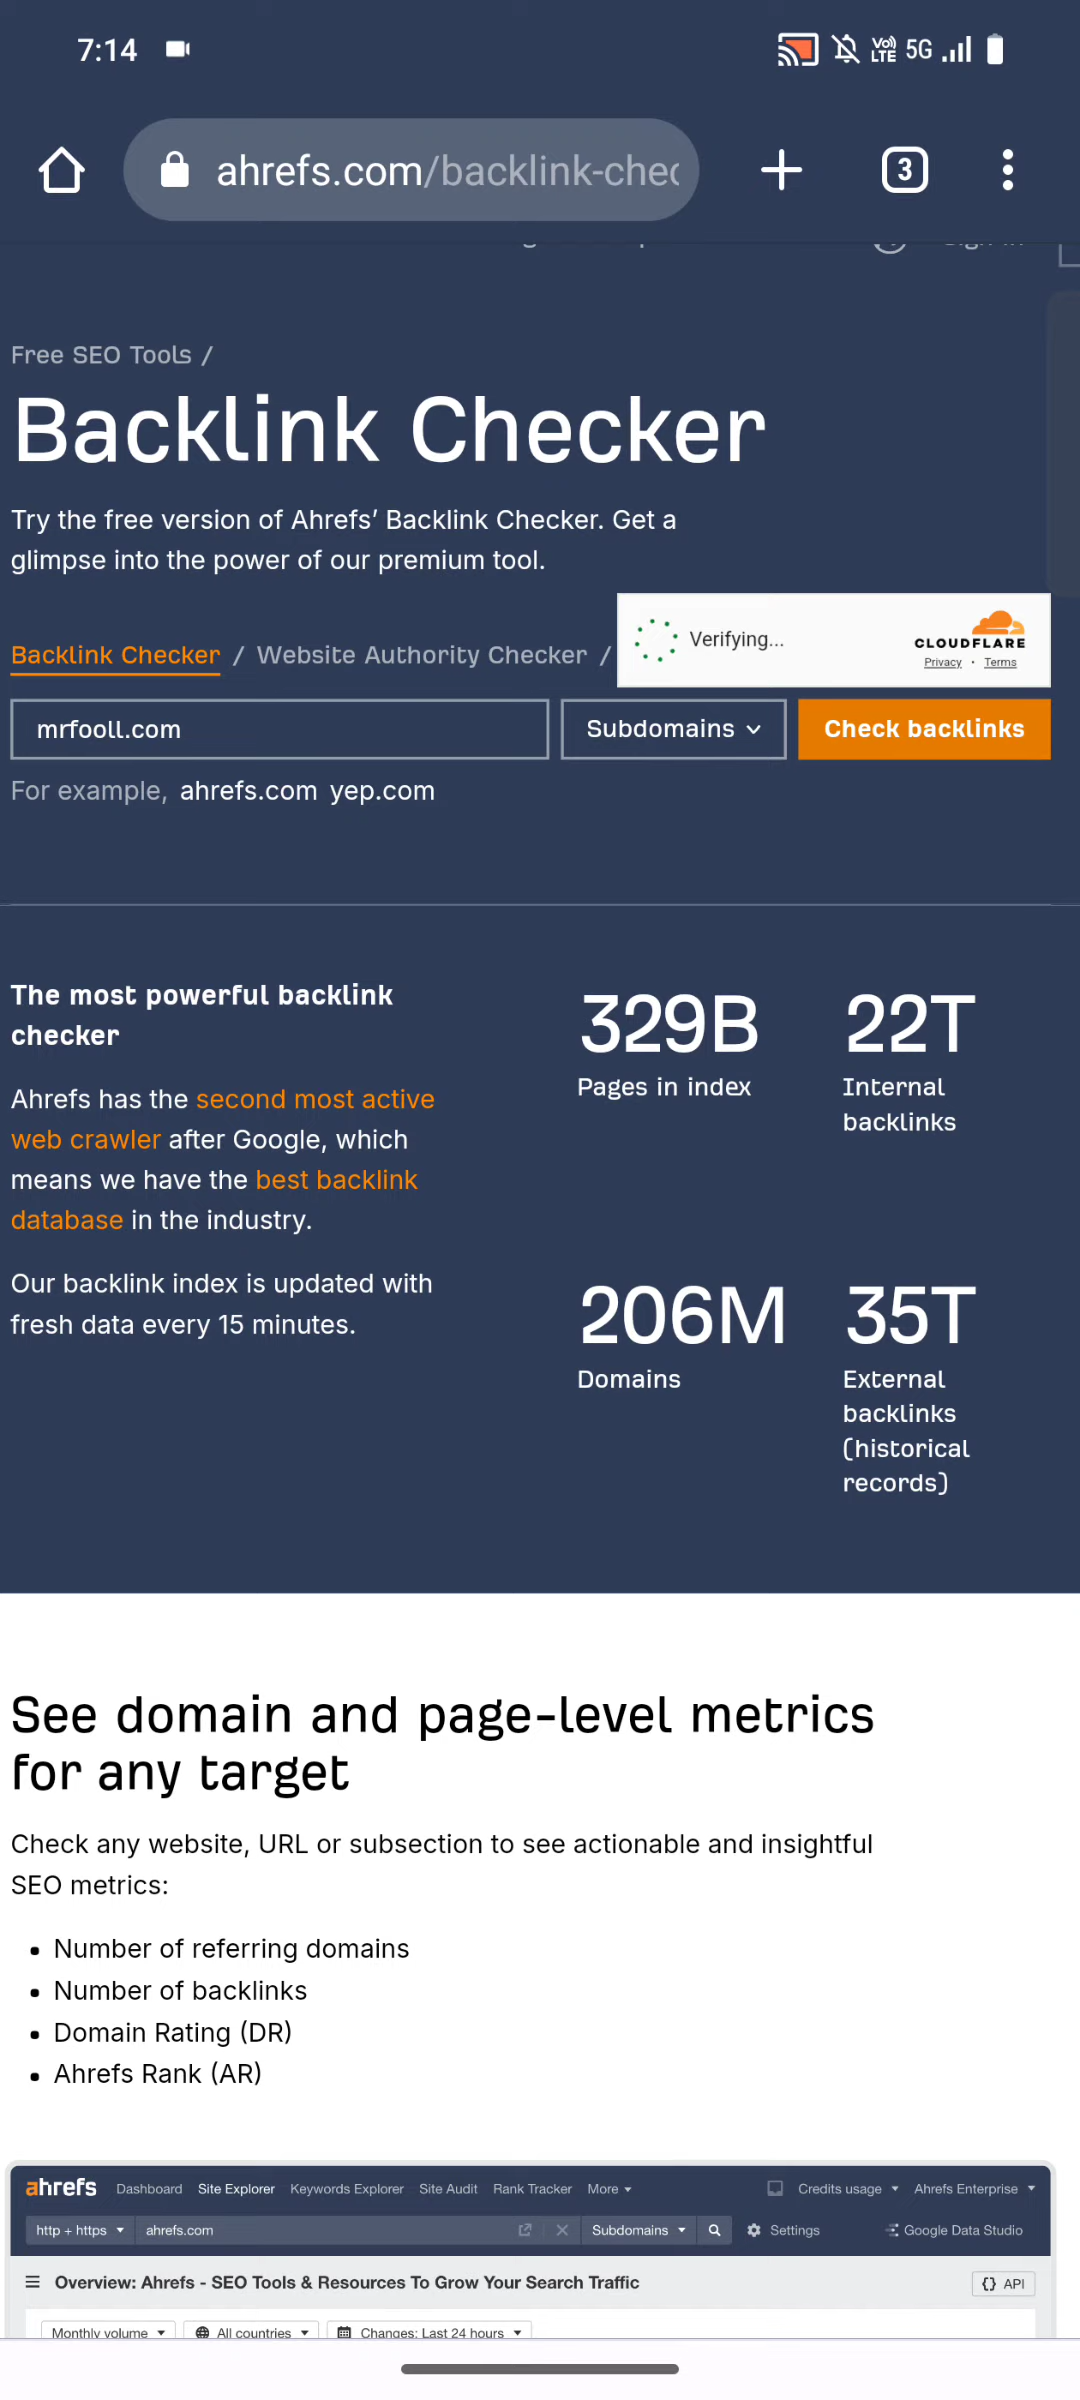 7:14
Vo) LTE 5G
ahrefs.com/backlink-chec
3
Free SEO Tools /
Backlink Checker
Try the free version of Ahrefs’ Backlink Checker. Get a
glimpse into the power of our premium tool.
Verifying...
CLOUDFLARE
Privacy • Terms
Backlink Checker / Website Authority Checker /
mrfooll.com
Subdomains
Check backlinks
For example, ahrefs.com yep.com
The most powerful backlink
checker
Ahrefs has the second most active
web crawler after Google, which
means we have the best backlink
database in the industry.
Our backlink index is updated with
fresh data every 15 minutes.
329B
Pages in index
22T
Internal
backlinks
206M
Domains
35T
External
backlinks
(historical
records)
See domain and page-level metrics
for any target
Check any website, URL or subsection to see actionable and insightful
SEO metrics:
• Number of referring domains
• Number of backlinks
• Domain Rating (DR)
• Ahrefs Rank (AR)
ahrefs Dashboard Site Explorer Keywords Explorer Site Audit Rank Tracker More Credits usage Ahrefs Enterprise
http + https ahrefs.com Subdomains Settings Google Data Studio
Overview: Ahrefs - SEO Tools & Resources To Grow Your Search Traffic
{} API
Monthly volume All countries Changes: Last 24 hours